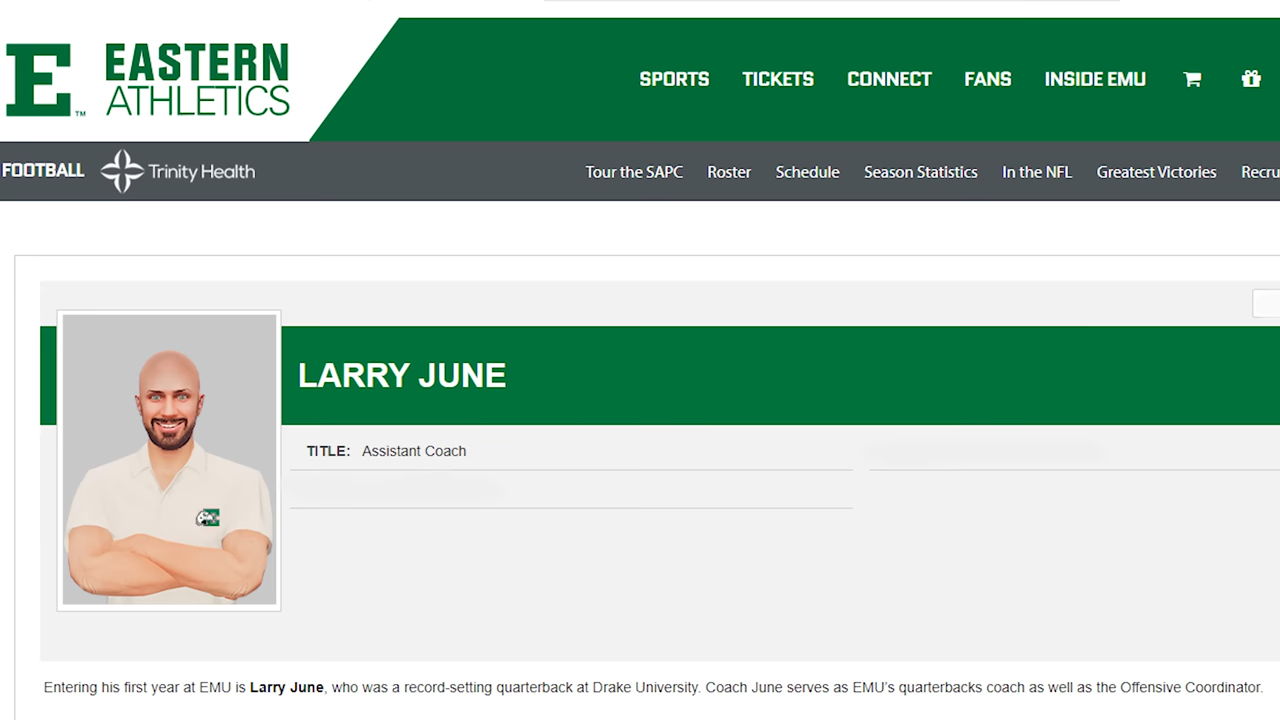 E™ EASTERN
ATHLETICS
SPORTS TICKETS CONNECT FANS INSIDE EMU
FOOTBALL Trinity Health Tour the SAPC Roster Schedule Season Statistics In the NFL Greatest Victories Recru
LARRY JUNE
TITLE: Assistant Coach
Entering his first year at EMU is Larry June, who was a record-setting quarterback at Drake University. Coach June serves as EMU's quarterbacks coach as well as the Offensive Coordinator.